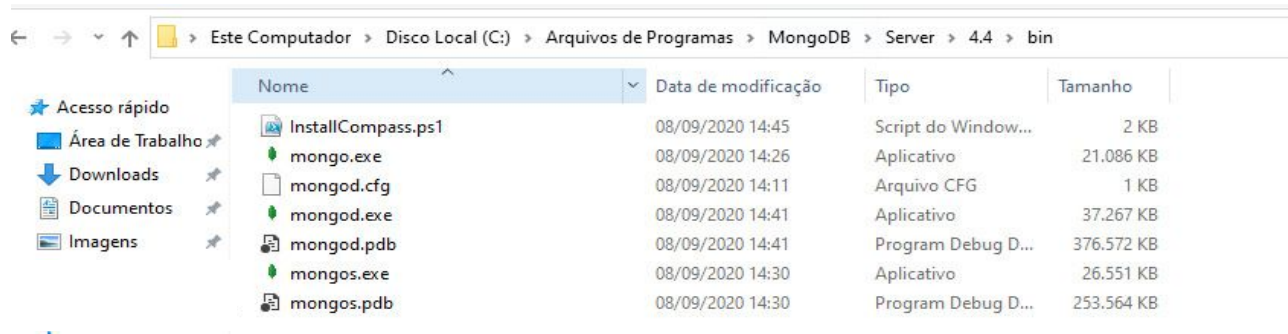 Este Computador > Disco Local (C:) > Arquivos de Programas > MongoDB > Server > 4.4 > bin
Acesso rápido
Área de Trabalho
Downloads
Documentos
Imagens
Nome Data de modificação Tipo Tamanho
InstallCompass.ps1 08/09/2020 14:45 Script do Window... 2 KB
mongo.exe 08/09/2020 14:26 Aplicativo 21.086 KB
mongod.cfg 08/09/2020 14:11 Arquivo CFG 1 KB
mongod.exe 08/09/2020 14:41 Aplicativo 37.267 KB
mongod.pdb 08/09/2020 14:41 Program Debug D... 376.572 KB
mongos.exe 08/09/2020 14:30 Aplicativo 26.551 KB
mongos.pdb 08/09/2020 14:30 Program Debug D... 253.564 KB